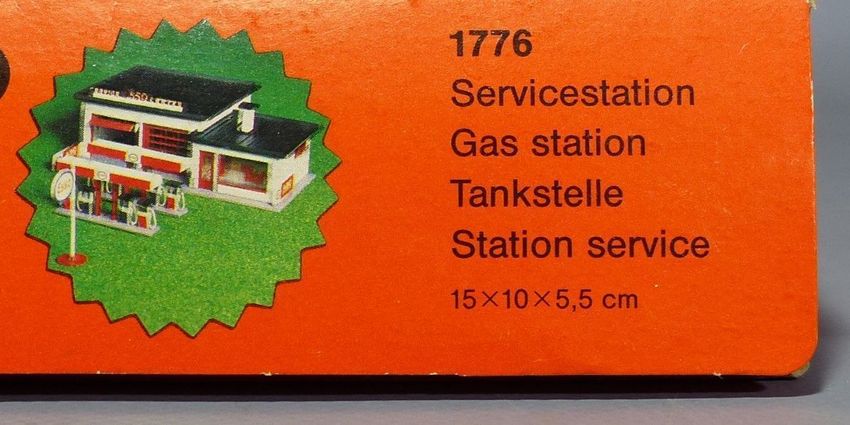 1776
Servicestation
Gas station
Tankstelle
Station service
15×10×5,5 cm